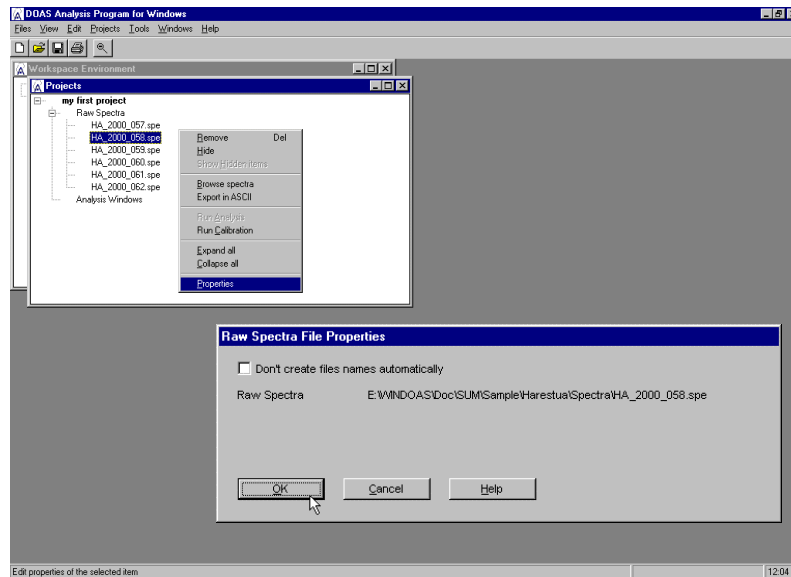 DOAS Analysis Program for Windows
Files View Edit Projects Tools Windows Help
Workspace Environment
Projects
my first project
Raw Spectra
HA_2000_057.spe
HA_2000_058.spe
HA_2000_059.spe
HA_2000_060.spe
HA_2000_061.spe
HA_2000_062.spe
Analysis Windows
Remove Del
Hide
Show Hidden items
Browse spectra
Export in ASCII
Run Analysis
Run Calibration
Expand all
Collapse all
Properties
Raw Spectra File Properties
Don't create files names automatically
Raw Spectra E:\WINDOAS\Doc\SUM\Sample\Harestua\Spectra\HA_2000_058.spe
OK Cancel Help
Edit properties of the selected item 12:04